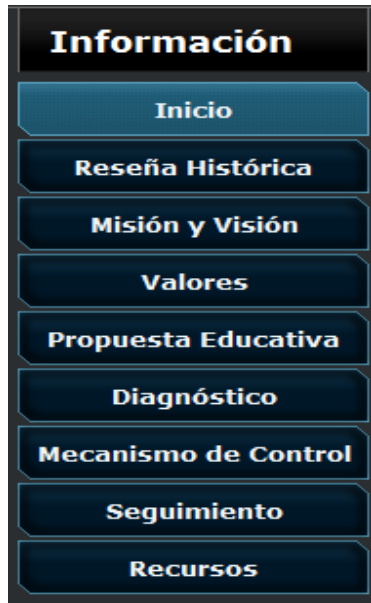 Información
Inicio
Reseña Histórica
Misión y Visión
Valores
Propuesta Educativa
Diagnóstico
Mecanismo de Control
Seguimiento
Recursos